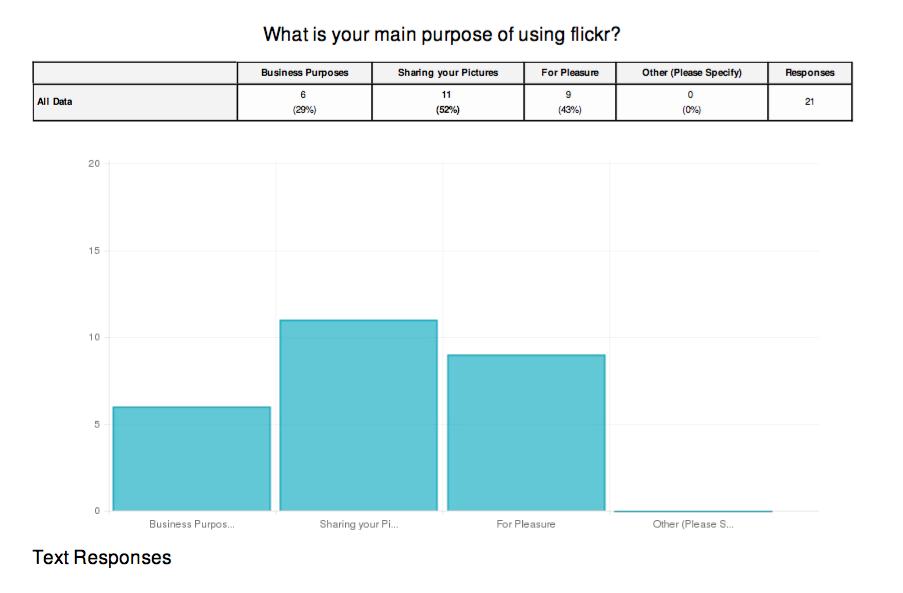 What is your main purpose of using flickr?
Business Purposes Sharing your Pictures For Pleasure Other (Please Specify) Responses
All Data 6 11 9 0 21
(29%) (52%) (43%) (0%)
20
15
10
5
0
Business Purpos... Sharing your Pi... For Pleasure Other (Please S...
Text Responses